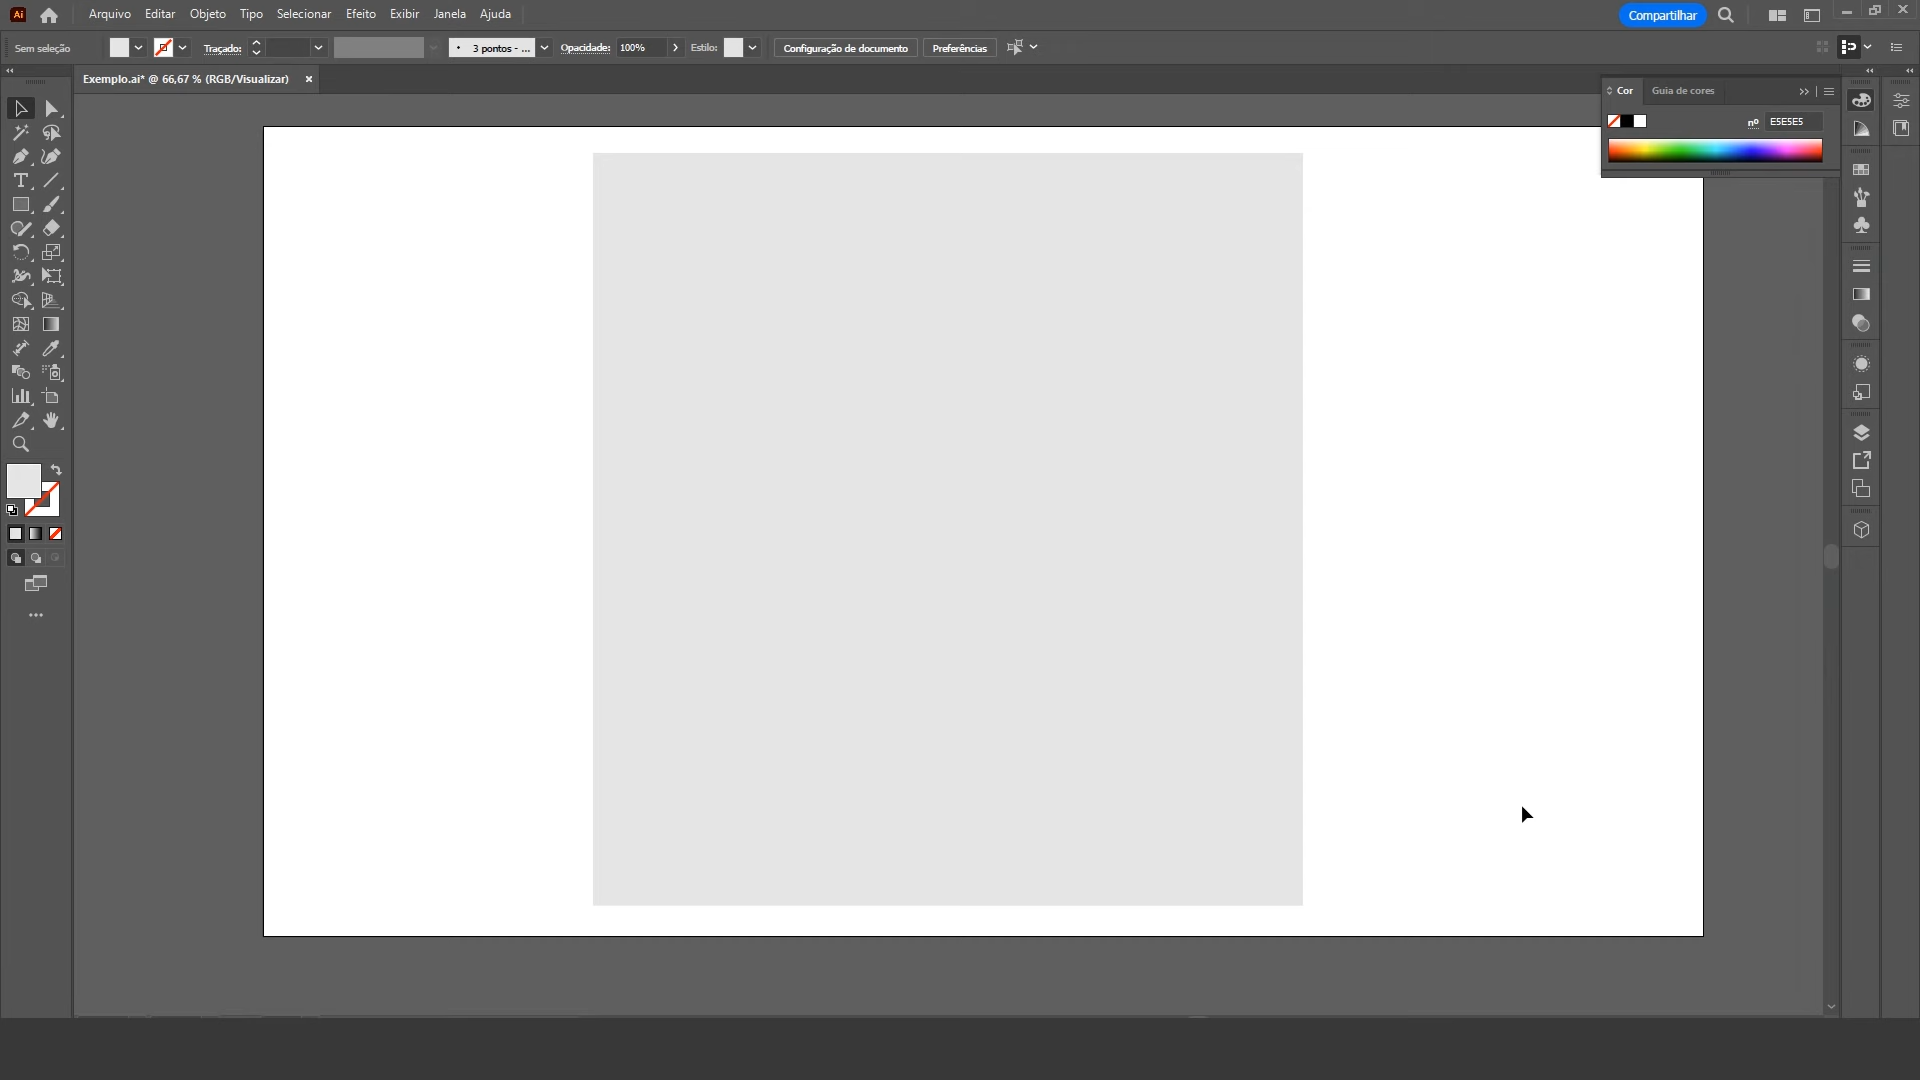 Ai
Arquivo Editar Objeto Tipo Selecionar Efeito Exibir Janela Ajuda
Compartilhar
Sem seleção
Traçado:
3 pontos - ...
Opacidade: 100%
Estilo:
Configuração de documento
Preferências
Exemplo.ai* @ 66,67 % (RGB/Visualizar)
Cor
Guia de cores
nº E5E5E5